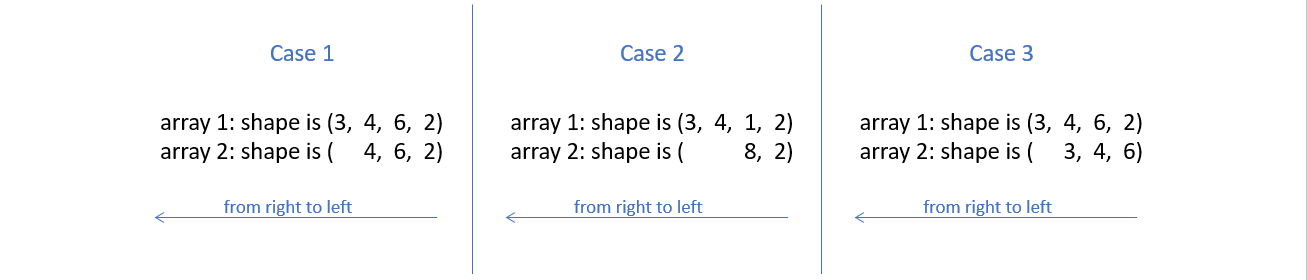 Case 1
array 1: shape is (3, 4, 6, 2)
array 2: shape is (   4, 6, 2)
from right to left
Case 2
array 1: shape is (3, 4, 1, 2)
array 2: shape is (      8, 2)
from right to left
Case 3
array 1: shape is (3, 4, 6, 2)
array 2: shape is (   3, 4, 6)
from right to left